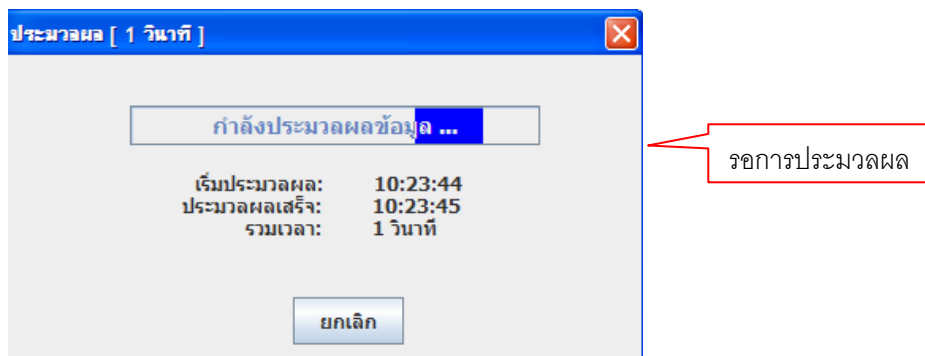 ประมวลผล [ 1 วินาที ]
กำลังประมวลผลข้อมูล ...
รอการประมวลผล
เริ่มประมวลผล: 10:23:44
ประมวลผลเสร็จ: 10:23:45
รวมเวลา: 1 วินาที
ยกเลิก